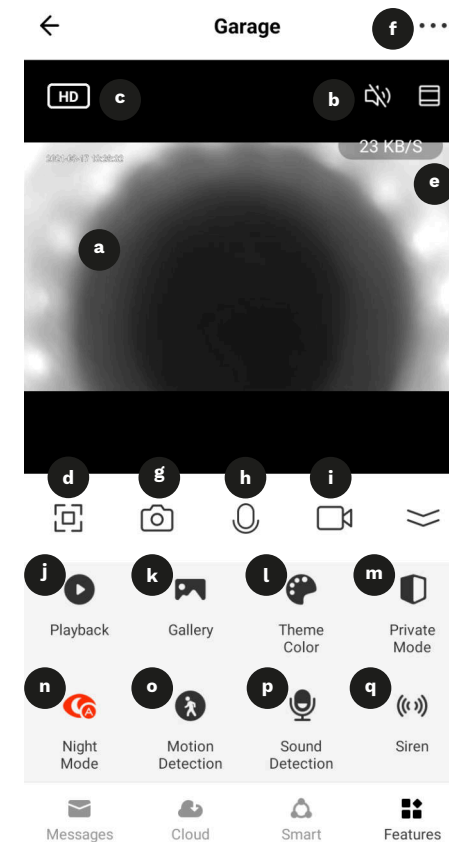 Garage
f
HD
c
b
23 KB/S
e
a
d
g
h
i
j
k
l
m
Playback
Gallery
Theme
Color
Private
Mode
n
o
p
q
Night
Mode
Motion
Detection
Sound
Detection
Siren
Messages
Cloud
Smart
Features